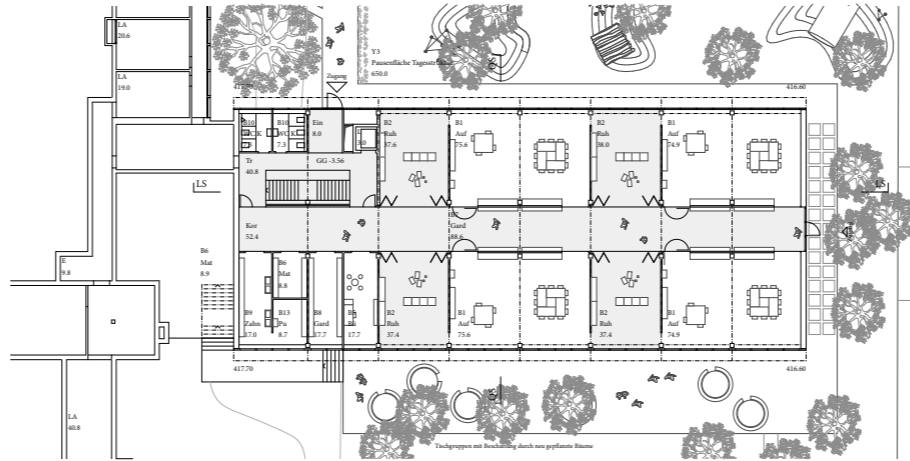 LA
20.6
LA
19.0
Y3
Pausenfläche Tagesstruktur
650.0
Zugang
417.70
416.60
B10
B10
WC K
7.3
Ein
8.0
B2
Ruh
37.6
B1
Auf
75.6
B2
Ruh
38.0
B1
Auf
74.9
Tr
40.8
GG -3.56
LS
LS
Kor
52.4
B7
Gard
88.6
B6
Mat
8.9
B6
Mat
8.8
E
9.8
B9
Zahn
17.0
B13
Pu
8.7
B8
Gard
17.7
17.7
B2
Ruh
37.4
B1
Auf
75.6
B2
Ruh
37.4
B1
Auf
74.9
417.70
416.60
LA
40.8
Tischgruppen mit Beschattung durch neu gepflanzte Bäume